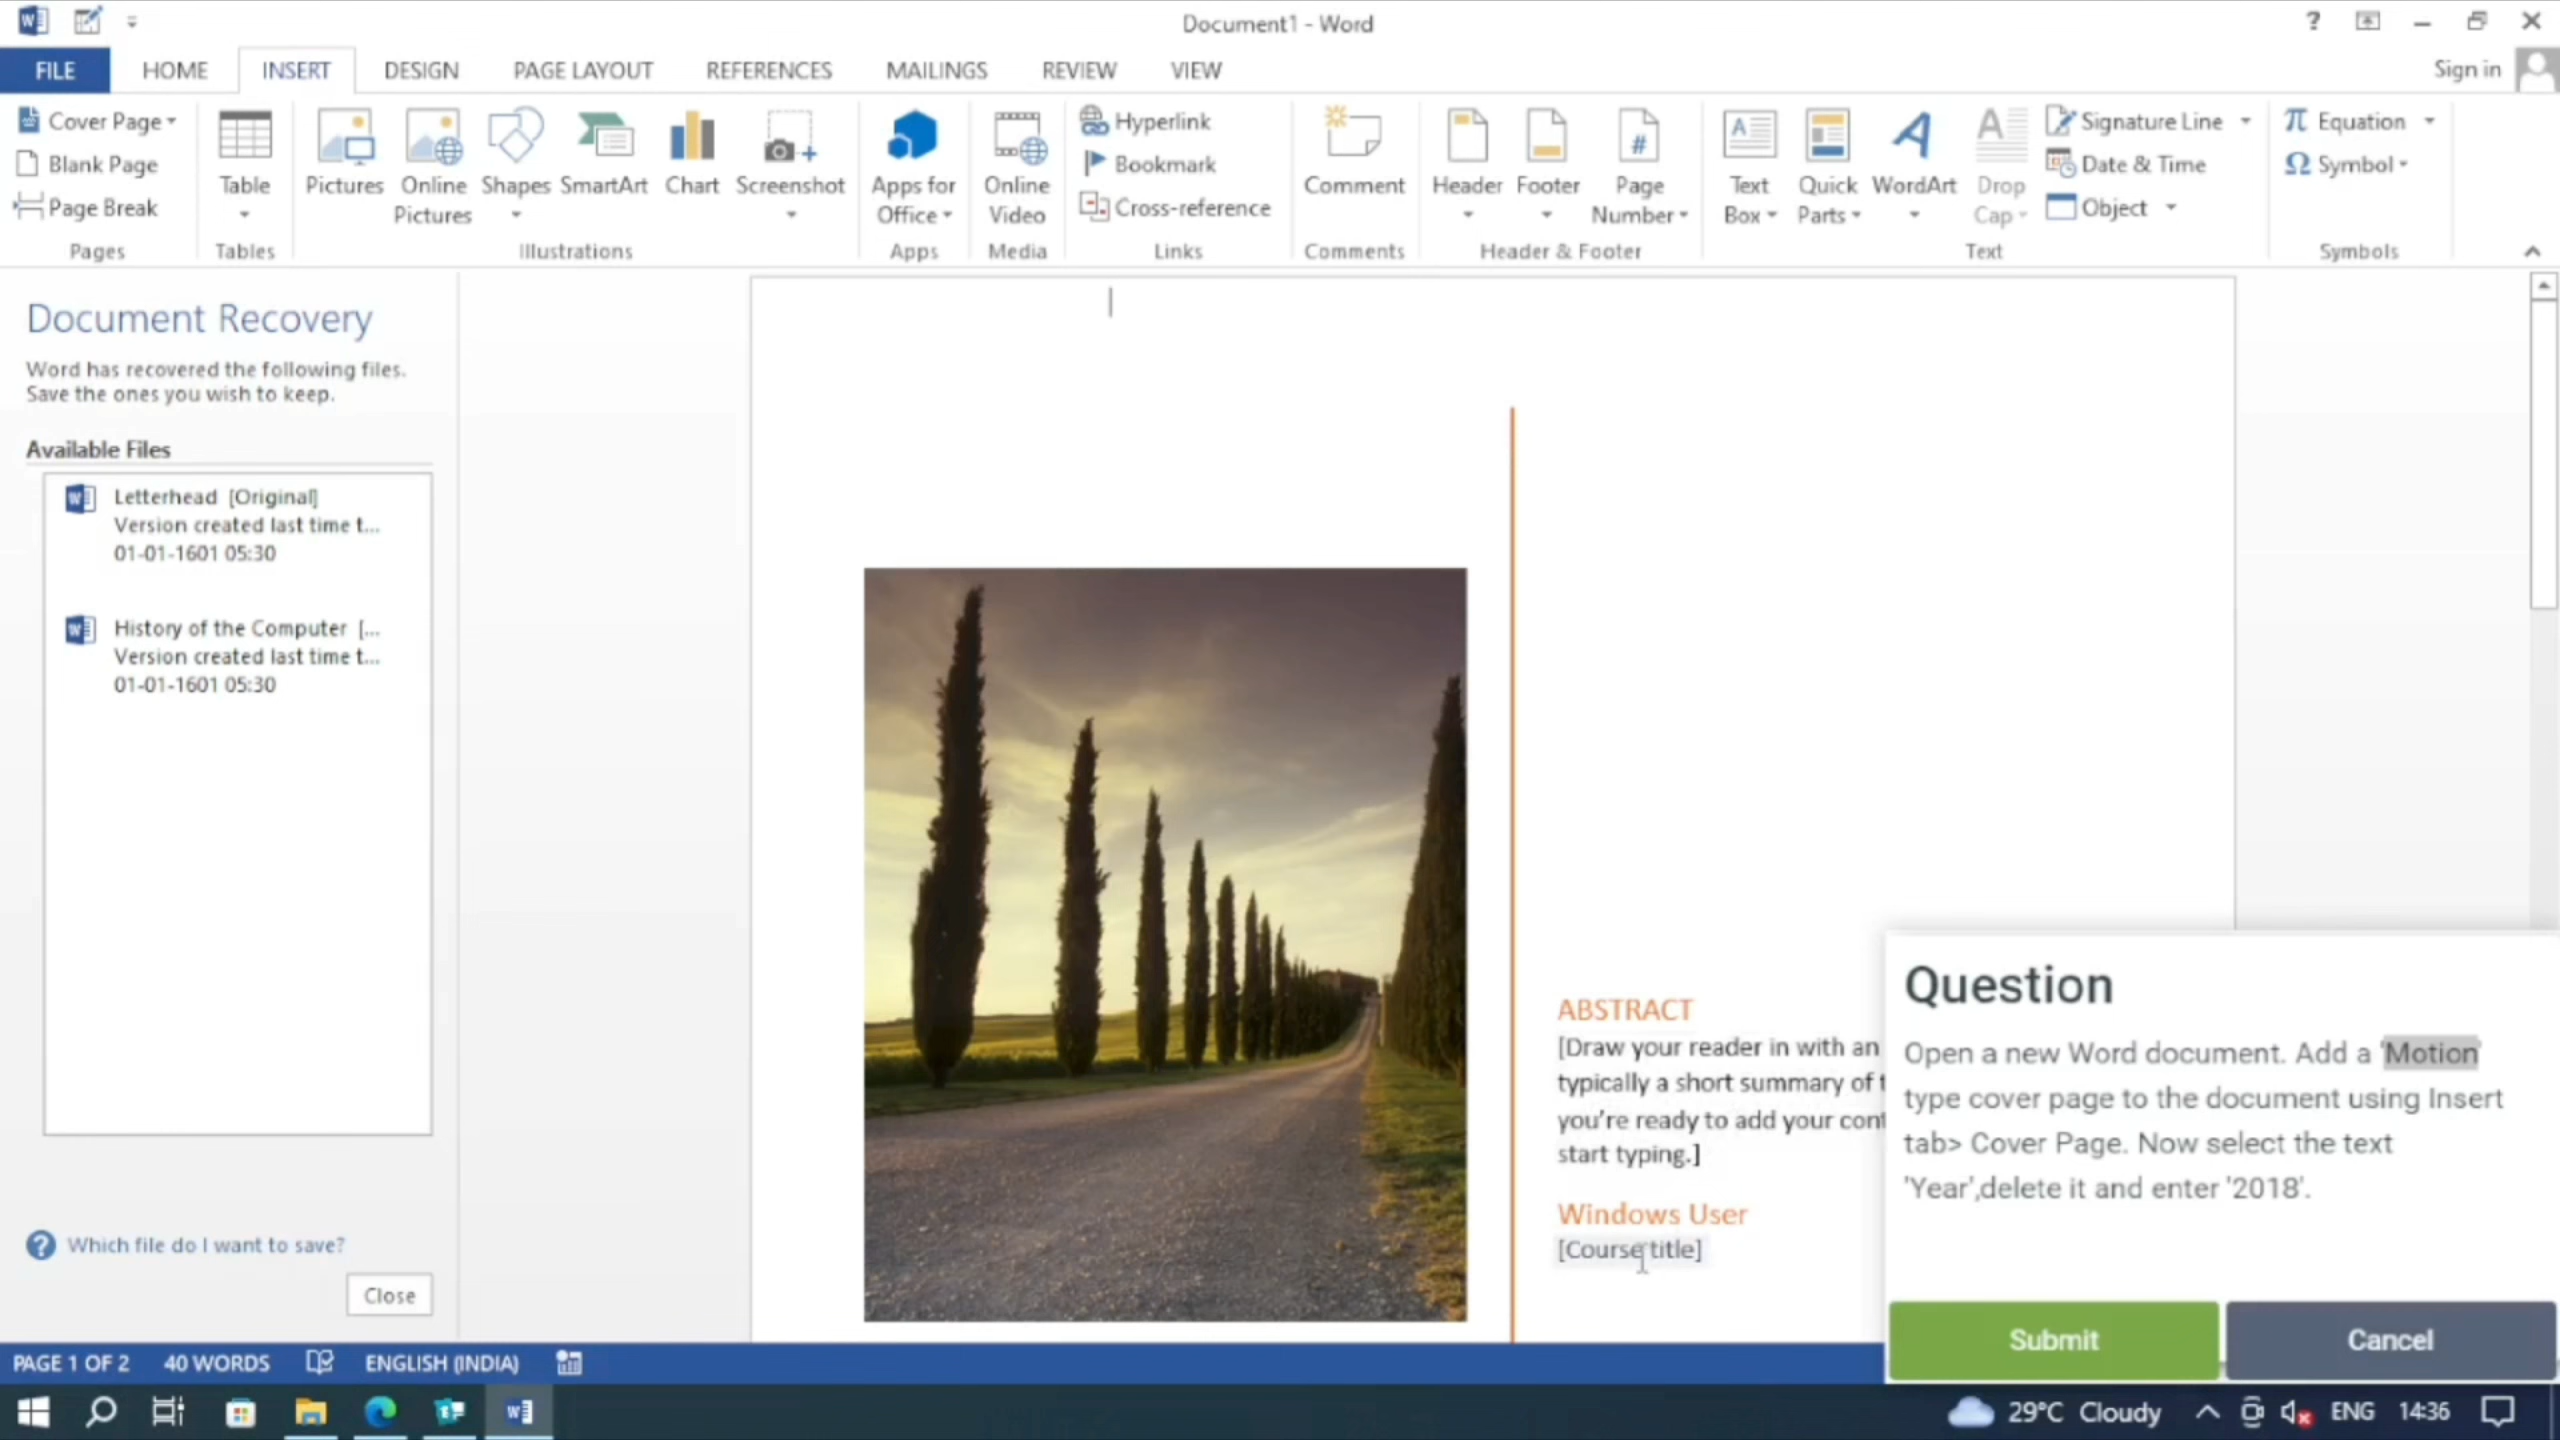 Document1 - Word
?
FILE HOME INSERT DESIGN PAGE LAYOUT REFERENCES MAILINGS REVIEW VIEW Sign in
Cover Page
Blank Page
Page Break
Pages
Table
Tables
Pictures
Online Pictures
Shapes
SmartArt
Chart
Screenshot
Illustrations
Apps for Office
Apps
Online Video
Media
Hyperlink
Bookmark
Cross-reference
Links
Comment
Comments
Header
Footer
Page Number
Header & Footer
Text Box
Quick Parts
WordArt
Drop Cap
Signature Line
Date & Time
Object
Text
Equation
Symbol
Symbols
Document Recovery
Word has recovered the following files.
Save the ones you wish to keep.
Available Files
Letterhead [Original]
Version created last time t...
01-01-1601 05:30
History of the Computer [...
Version created last time t...
01-01-1601 05:30
Which file do I want to save?
Close
ABSTRACT
[Draw your reader in with an
typically a short summary of t
you're ready to add your cont
start typing.]
Windows User
[Course title]
Question
Open a new Word document. Add a 'Motion'
type cover page to the document using Insert
tab> Cover Page. Now select the text
'Year',delete it and enter '2018'.
Submit
Cancel
PAGE 1 OF 2 40 WORDS ENGLISH (INDIA)
29°C Cloudy ENG 14:36